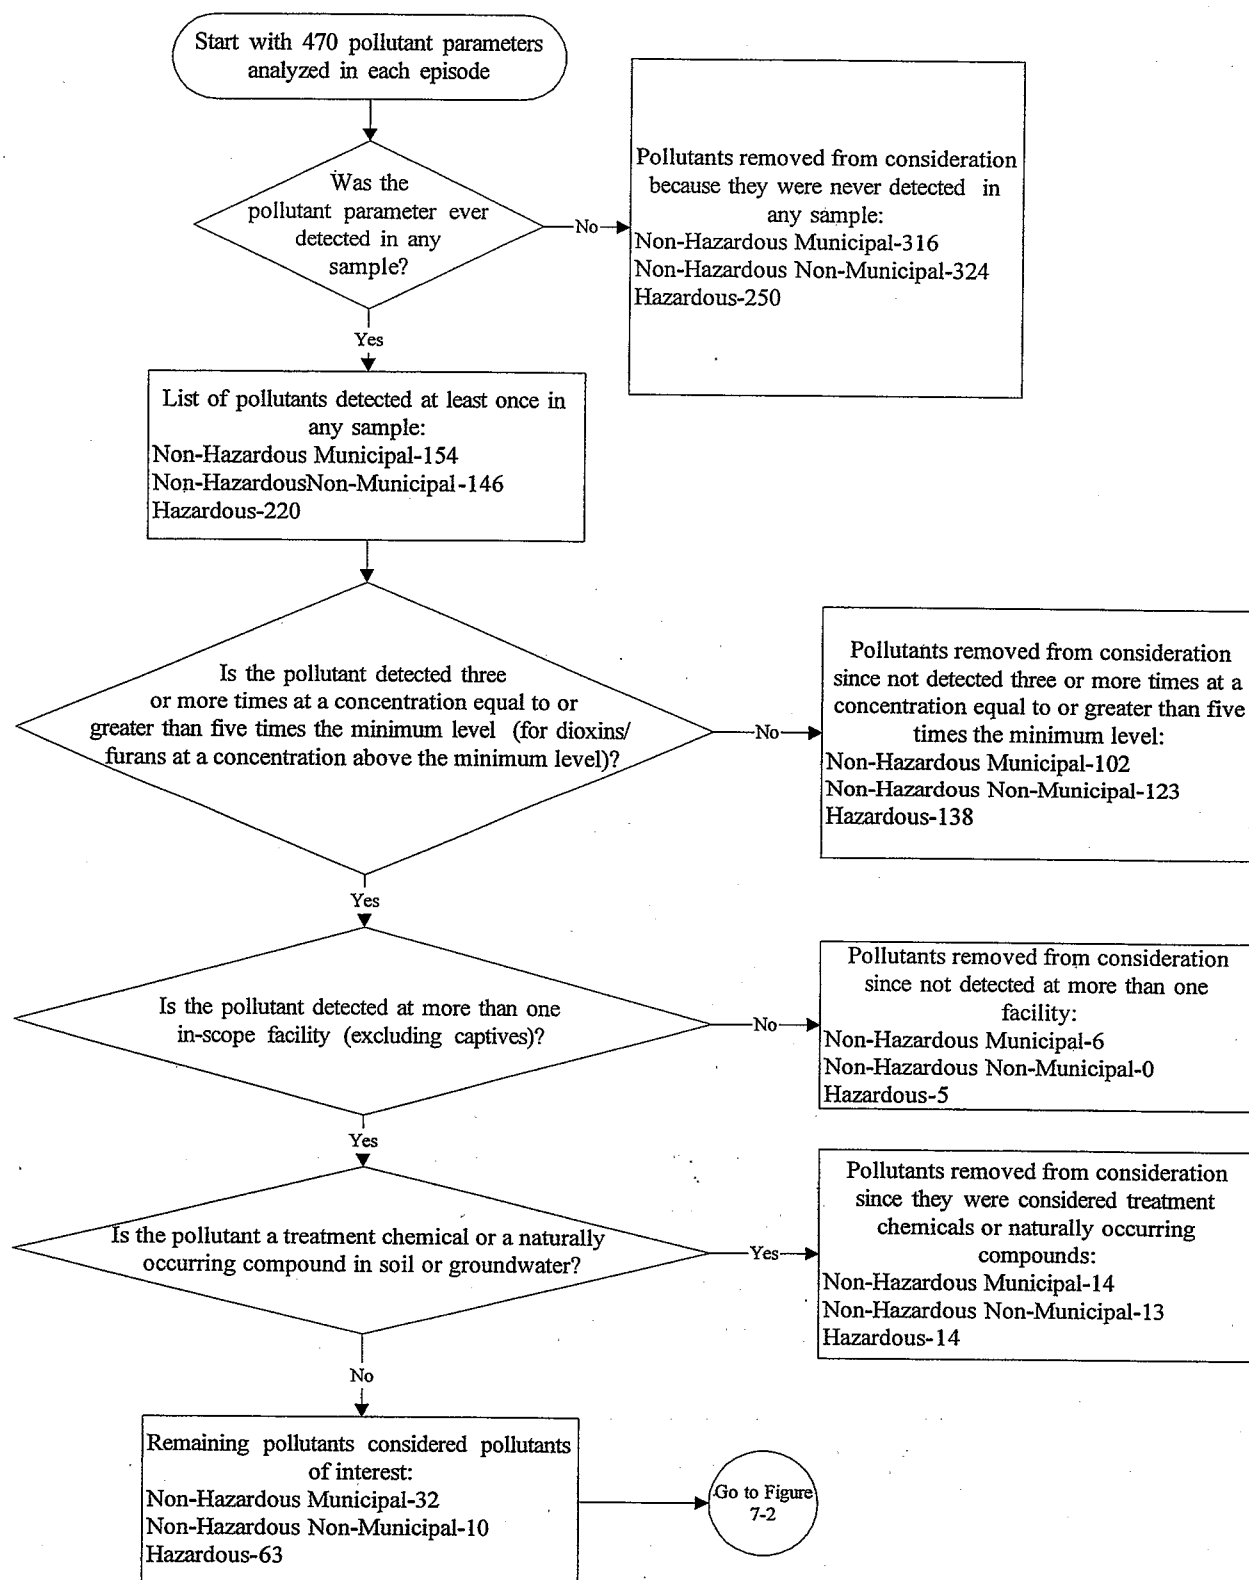 Start with 470 pollutant parameters
analyzed in each episode
Was the
pollutant parameter ever
detected in any
sample?
No
Pollutants removed from consideration
because they were never detected in
any sample:
Non-Hazardous Municipal-316
Non-Hazardous Non-Municipal-324
Hazardous-250
Yes
List of pollutants detected at least once in
any sample:
Non-Hazardous Municipal-154
Non-HazardousNon-Municipal-146
Hazardous-220
Is the pollutant detected three
or more times at a concentration equal to or
greater than five times the minimum level (for dioxins/
furans at a concentration above the minimum level)?
No
Pollutants removed from consideration
since not detected three or more times at a
concentration equal to or greater than five
times the minimum level:
Non-Hazardous Municipal-102
Non-Hazardous Non-Municipal-123
Hazardous-138
Yes
Is the pollutant detected at more than one
in-scope facility (excluding captives)?
No
Pollutants removed from consideration
since not detected at more than one
facility:
Non-Hazardous Municipal-6
Non-Hazardous Non-Municipal-0
Hazardous-5
Yes
Is the pollutant a treatment chemical or a naturally
occurring compound in soil or groundwater?
Yes
Pollutants removed from consideration
since they were considered treatment
chemicals or naturally occurring
compounds:
Non-Hazardous Municipal-14
Non-Hazardous Non-Municipal-13
Hazardous-14
No
Remaining pollutants considered pollutants
of interest:
Non-Hazardous Municipal-32
Non-Hazardous Non-Municipal-10
Hazardous-63
Go to Figure
7-2